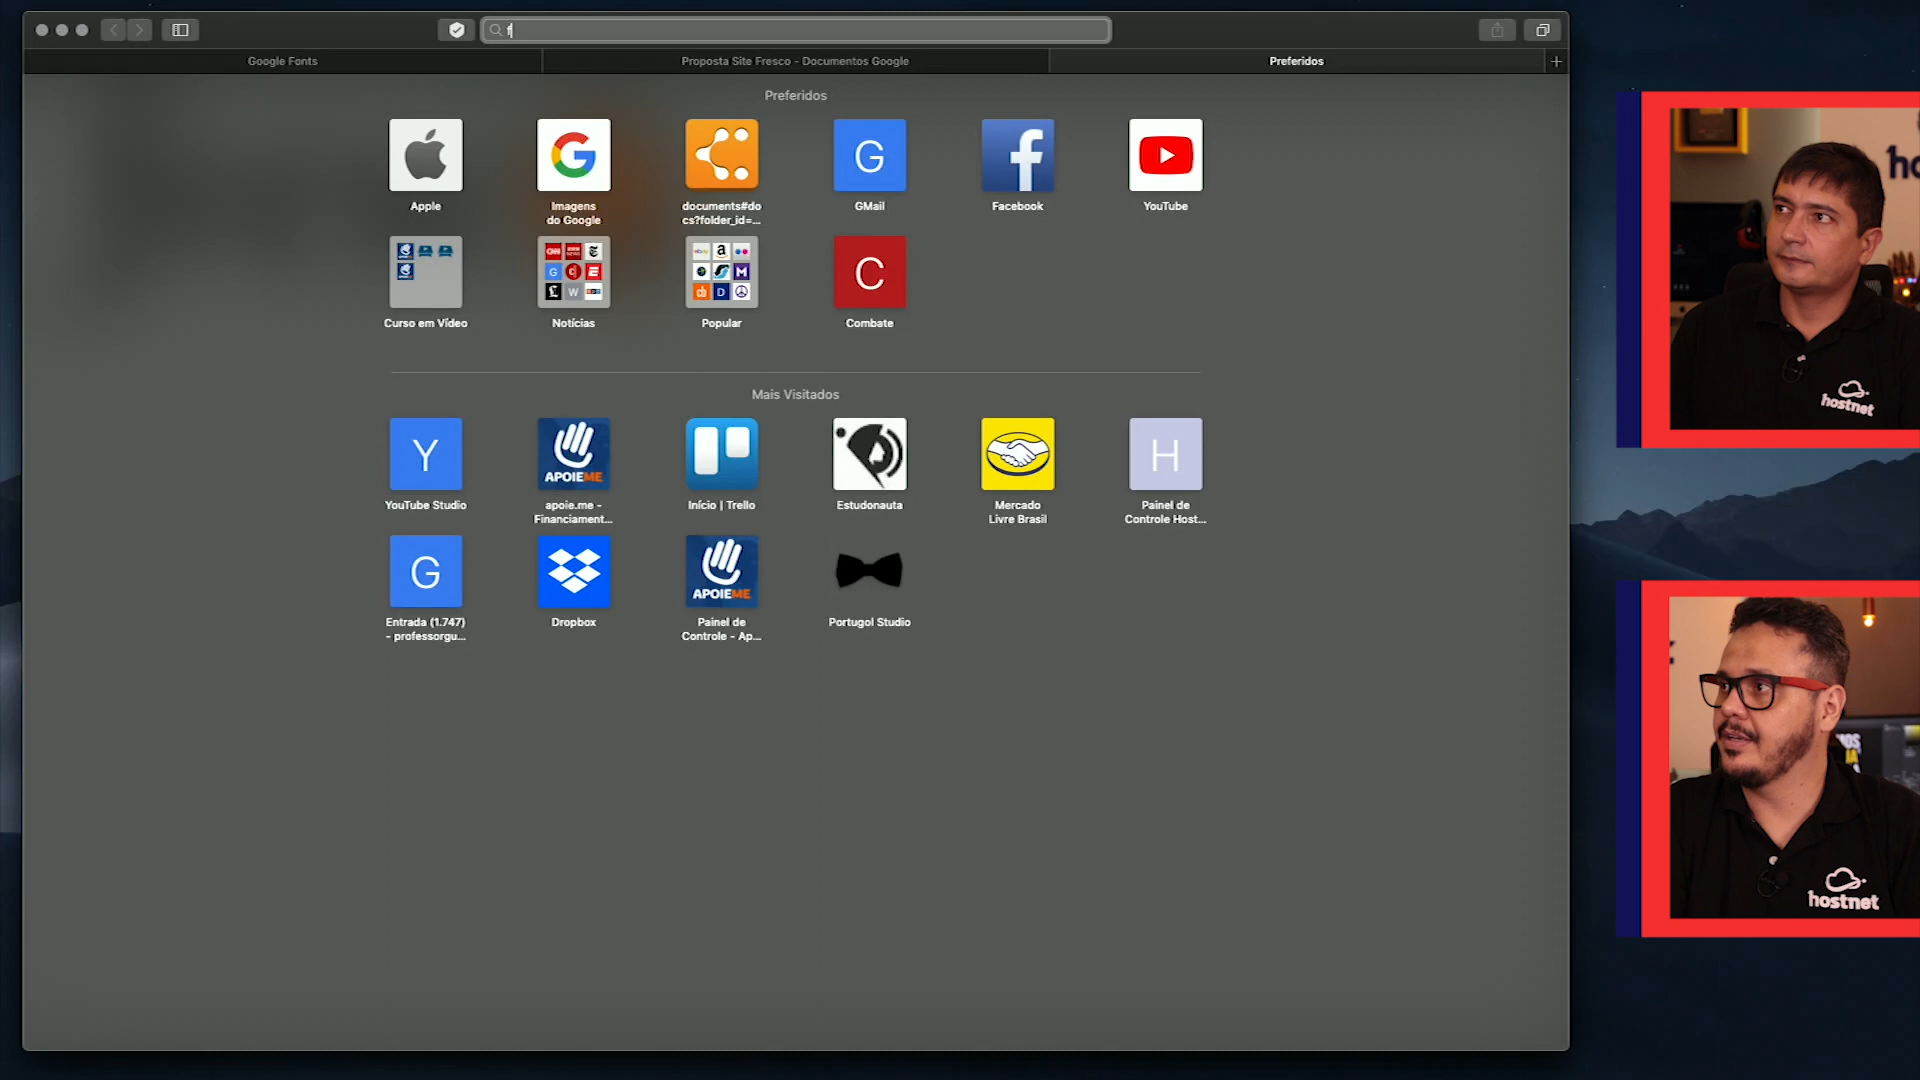 f
Google Fonts
Proposta Site Fresco - Documentos Google
Preferidos
Preferidos
Apple
Imagens
do Google
documents#do
cs?folder_id=...
GMail
Facebook
YouTube
Curso em Vídeo
Notícias
Popular
Combate
Mais Visitados
YouTube Studio
APOIEME
apoie.me -
Financiament...
Início | Trello
Estudonauta
Mercado
Livre Brasil
Painel de
Controle Host...
Entrada (1.747)
- professorgu...
Dropbox
APOIEME
Painel de
Controle - Ap...
Portugol Studio
G
f
C
Y
H
G
hostnet
hostnet